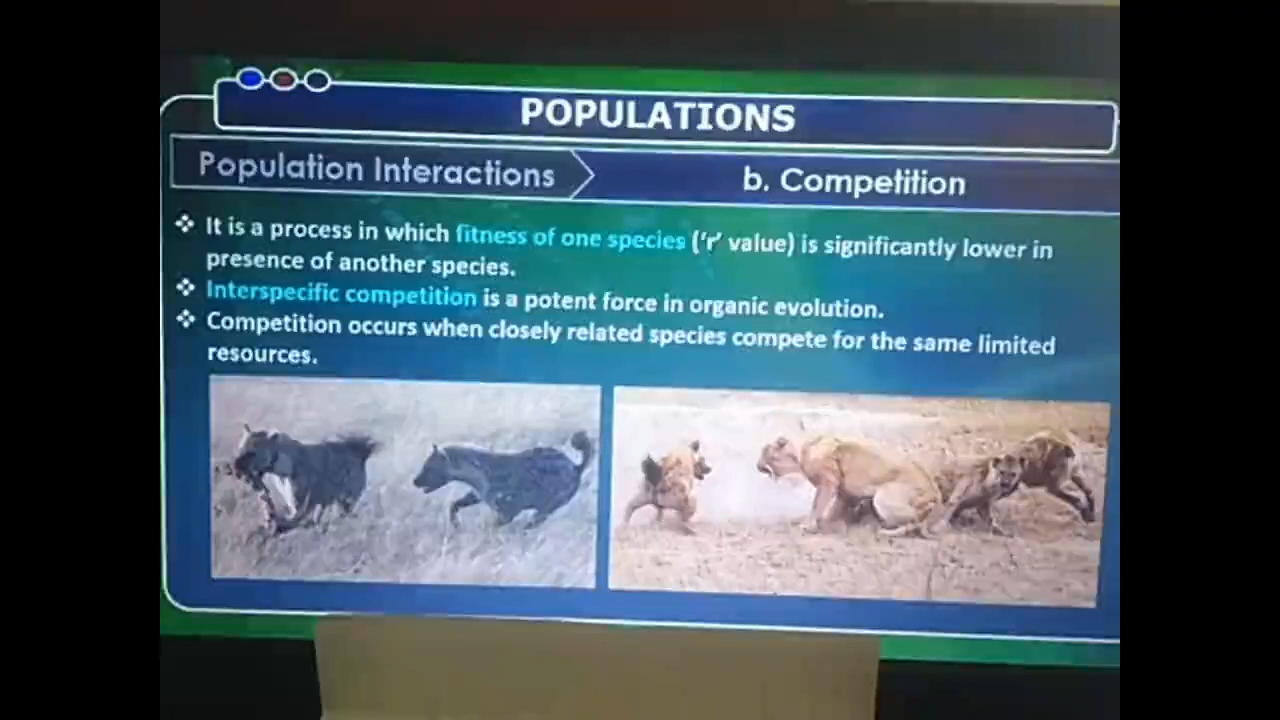 POPULATIONS
Population Interactions
b. Competition
❖ It is a process in which fitness of one species ('r' value) is significantly lower in
presence of another species.
❖ Interspecific competition is a potent force in organic evolution.
❖ Competition occurs when closely related species compete for the same limited
resources.